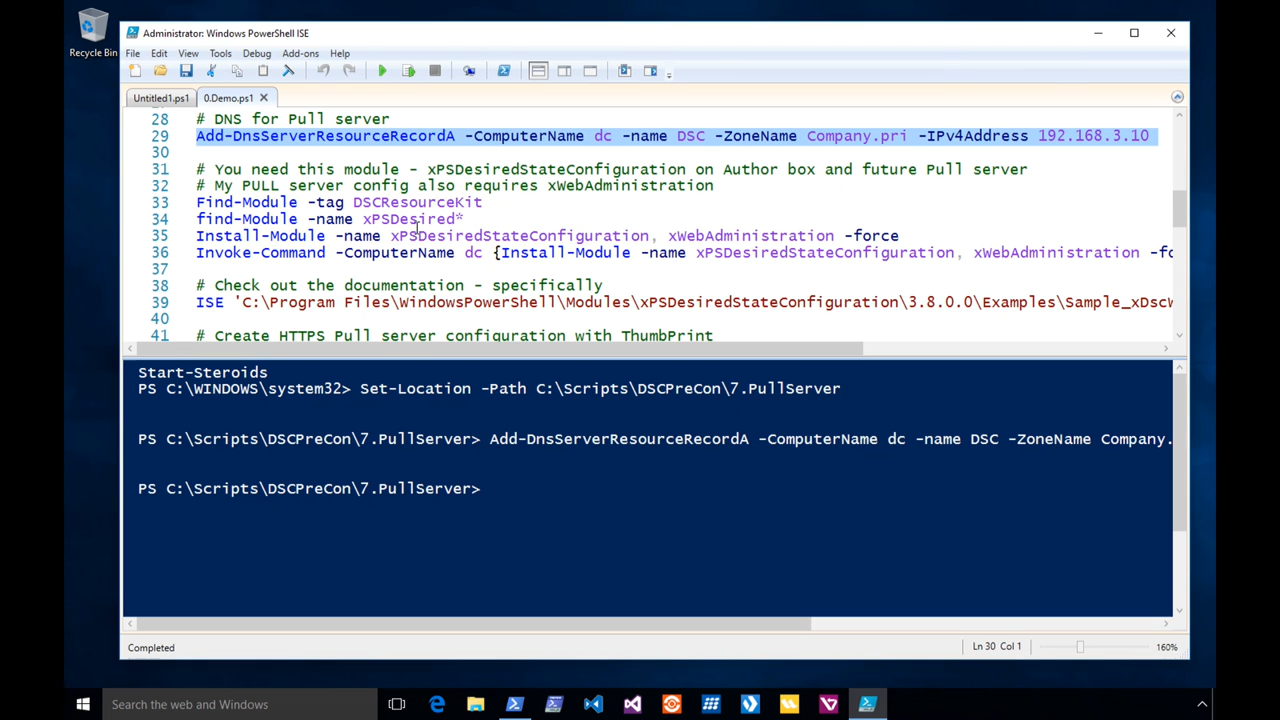 Recycle Bin
Administrator: Windows PowerShell ISE
File Edit View Tools Debug Add-ons Help
Untitled1.ps1 0.Demo.ps1
28 # DNS for Pull server
29 Add-DnsServerResourceRecordA -ComputerName dc -name DSC -ZoneName Company.pri -IPv4Address 192.168.3.10
30
31 # You need this module - xPSDesiredStateConfiguration on Author box and future Pull server
32 # My PULL server config also requires xWebAdministration
33 Find-Module -tag DSCResourceKit
34 find-Module -name xPSDesired*
35 Install-Module -name xPSDesiredStateConfiguration, xWebAdministration -force
36 Invoke-Command -ComputerName dc {Install-Module -name xPSDesiredStateConfiguration, xWebAdministration -fo
37
38 # Check out the documentation - specifically
39 ISE 'C:\Program Files\WindowsPowerShell\Modules\xPSDesiredStateConfiguration\3.8.0.0\Examples\Sample_xDscW
40
41 # Create HTTPS Pull server configuration with ThumbPrint
Start-Steroids
PS C:\WINDOWS\system32> Set-Location -Path C:\Scripts\DSCPreCon\7.PullServer
PS C:\Scripts\DSCPreCon\7.PullServer> Add-DnsServerResourceRecordA -ComputerName dc -name DSC -ZoneName Company.
PS C:\Scripts\DSCPreCon\7.PullServer>
Completed Ln 30 Col 1 160%
Search the web and Windows